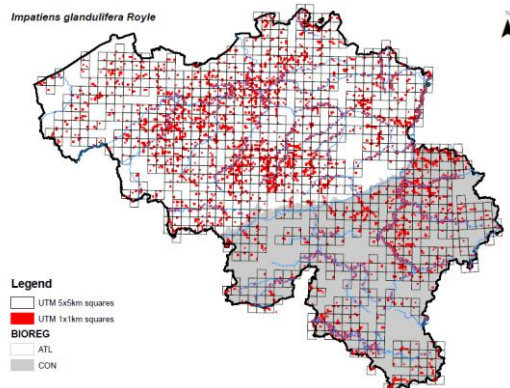 Impatiens glandulifera Royle
N
Legend
UTM 5x5km squares
UTM 1x1km squares
BIOREG
ATL
CON